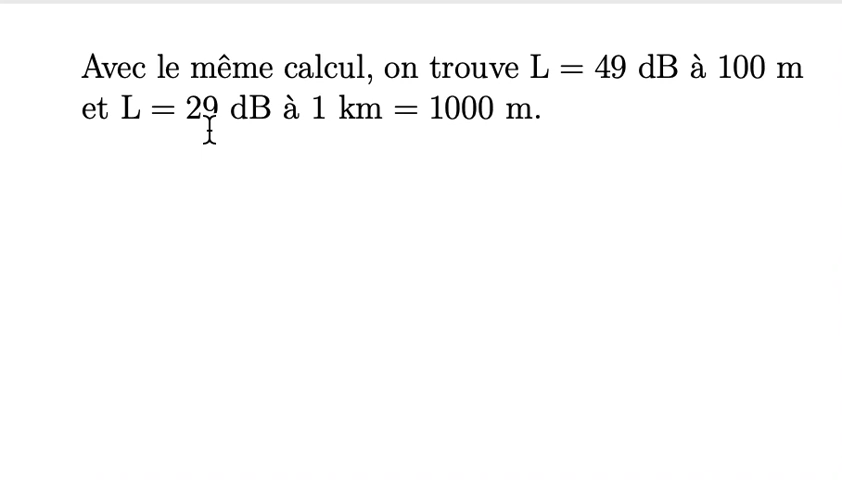 Avec le même calcul, on trouve L = 49 dB à 100 m
et L = 29 dB à 1 km = 1000 m.